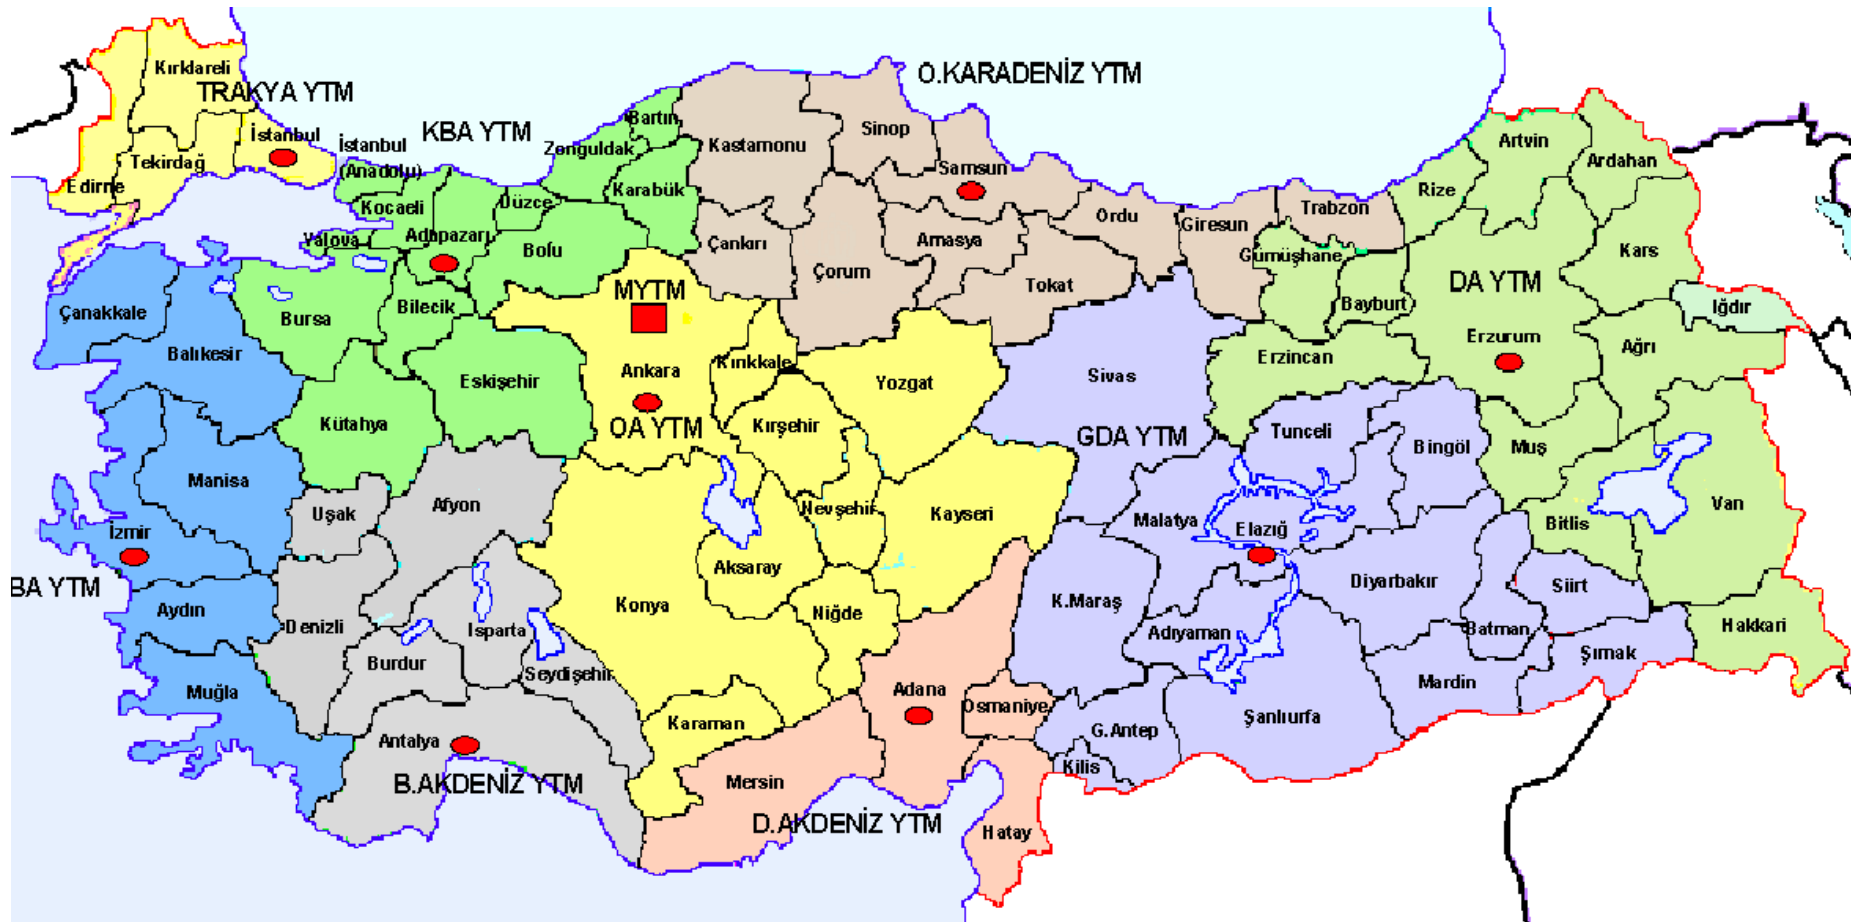 O.KARADENİZ YTM
Kırklareli
TRAKYA YTM
Bartın
KBA YTM
Sinop
İstanbul
Kastamonu
Artvin
İstanbul
(Anadolu)
Zonguldak
Tekirdağ
Ardahan
Samsun
Edirne
Karabük
Rize
Kocaeli
Düzce
Trabzon
Ordu
Giresun
Yalova
Adapazarı
Bolu
Çankırı
Amasya
Kars
Gümüşhane
Çorum
Tokat
DA YTM
MYTM
Bayburt
Iğdır
Çanakkale
Bursa
Bilecik
Erzurum
Balıkesir
Erzincan
Ağrı
Kırıkkale
Ankara
Eskişehir
Yozgat
Sivas
Kütahya
OA YTM
Kırşehir
GDA YTM
Tunceli
Bingöl
Muş
Manisa
Afyon
Uşak
Nevşehir
Kayseri
Malatya
Van
Bitlis
İzmir
Elazığ
BA YTM
Aksaray
Diyarbakır
Siirt
Aydın
Konya
K.Maraş
Niğde
Denizli
Isparta
Adıyaman
Batman
Hakkari
Burdur
Seydişehir
Şırnak
Muğla
Adana
Mardin
Osmaniye
Karaman
Şanlıurfa
G.Antep
Antalya
Kilis
B.AKDENİZ YTM
Mersin
D.AKDENİZ YTM
Hatay